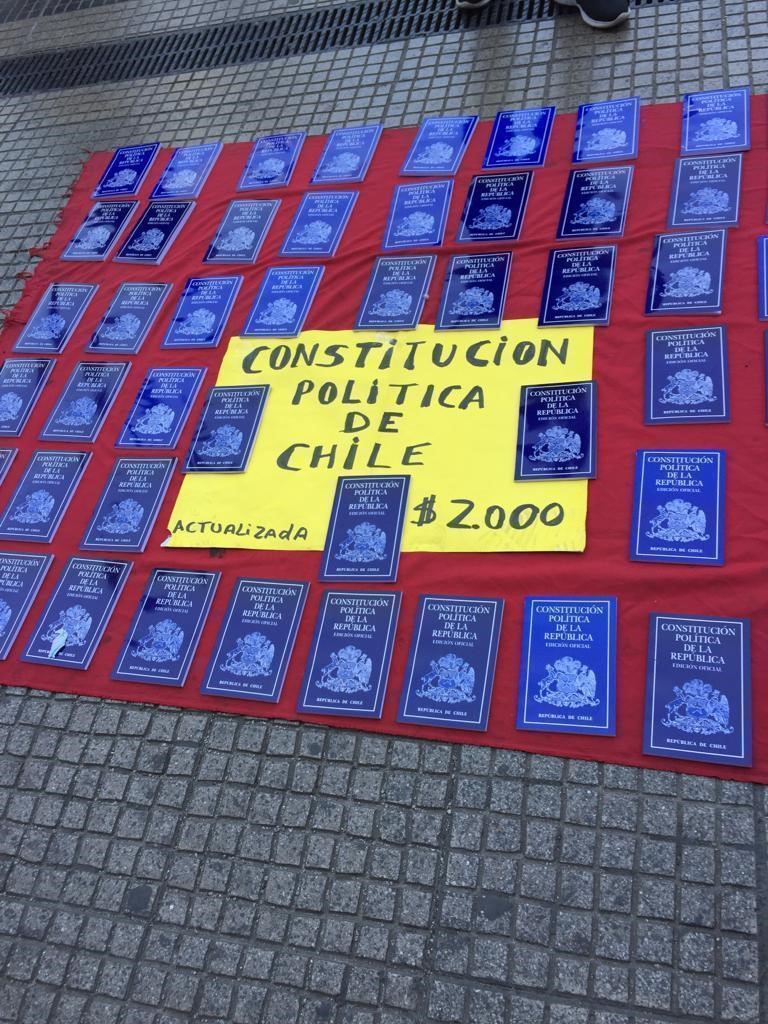 CONSTITUCION
POLITICA
DE
CHILE
ACTUALIZADA
$ 2.000
CONSTITUCIÓN
POLÍTICA
DE LA
REPÚBLICA
EDICIÓN OFICIAL
REPÚBLICA DE CHILE